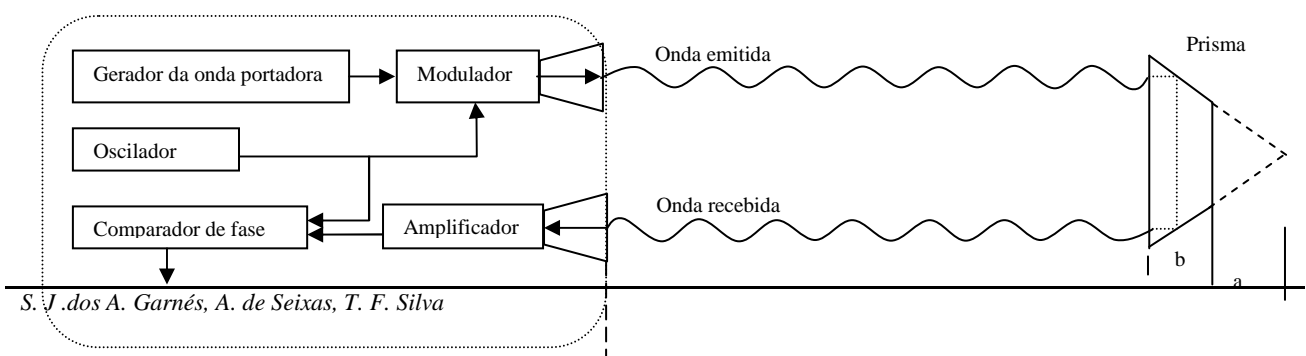 Onda emitida
Prisma
Gerador da onda portadora
Modulador
Oscilador
Onda recebida
Comparador de fase
Amplificador
b
a
S. J .dos A. Garnés, A. de Seixas, T. F. Silva